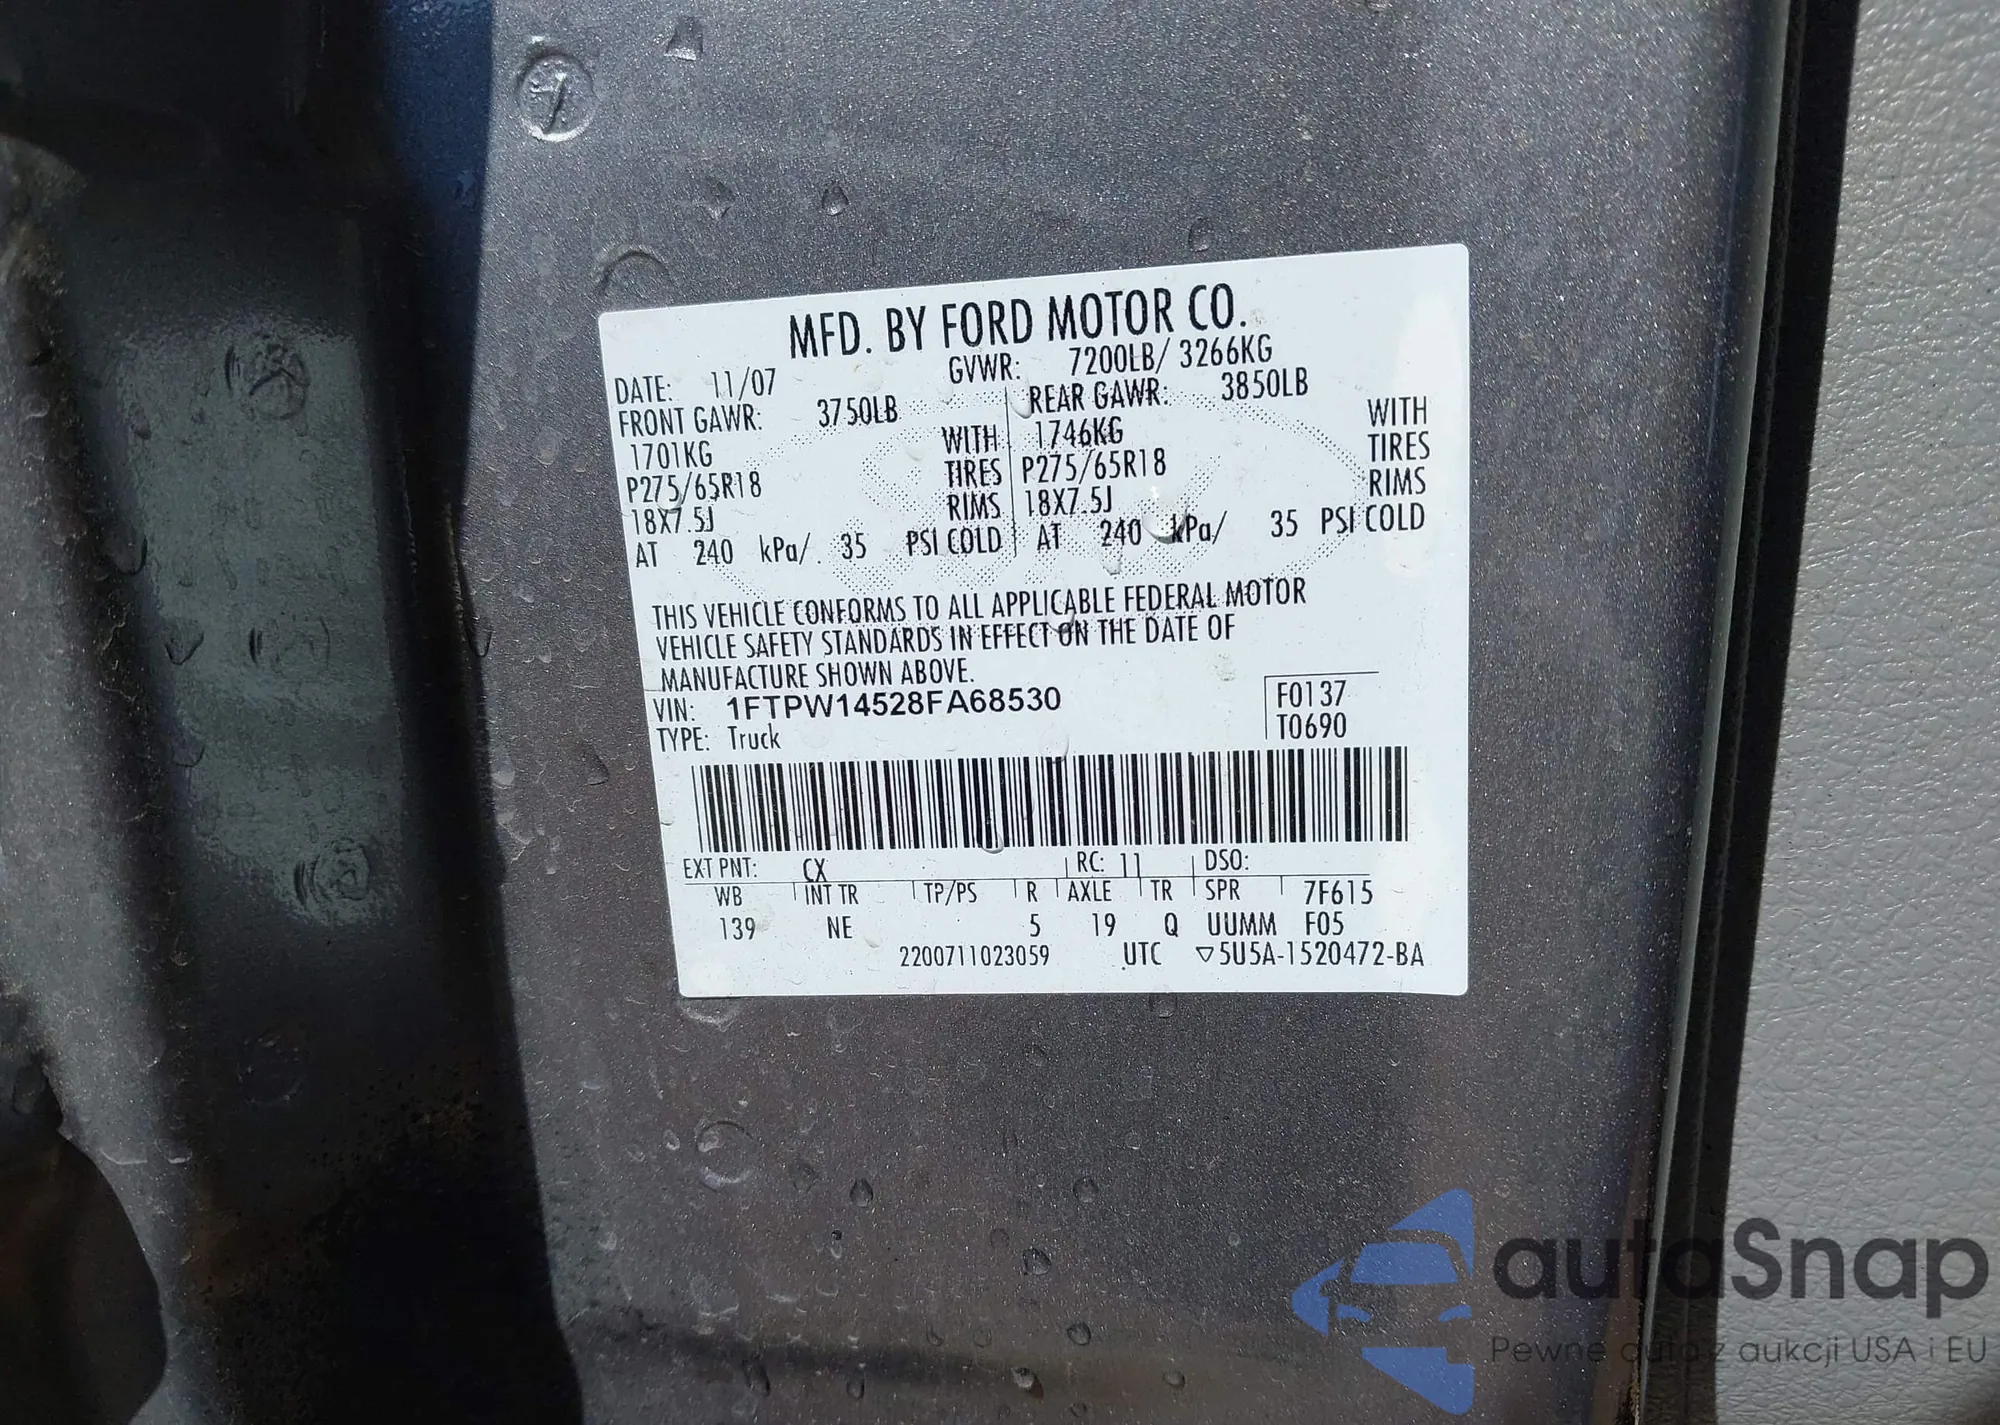 MFD. BY FORD MOTOR CO.
DATE: 11/07 GVWR: 7200LB/ 3266KG
FRONT GAWR: 3750LB REAR GAWR: 3850LB
1701KG WITH 1746KG WITH
P275/65R18 TIRES P275/65R18 TIRES
18X7.5J RIMS 18X7.5J RIMS
AT 240 kPa/ 35 PSI COLD AT 240 kPa/ 35 PSI COLD
THIS VEHICLE CONFORMS TO ALL APPLICABLE FEDERAL MOTOR
VEHICLE SAFETY STANDARDS IN EFFECT ON THE DATE OF
MANUFACTURE SHOWN ABOVE.
VIN: 1FTPW14528FA68530 F0137
TYPE: Truck T0690
EXT PNT: CX RC: 11 DSO:
WB INT TR TP/PS R AXLE TR SPR 7F615
139 NE 5 19 Q UUMM F05
2200711023059 UTC ▽5U5A-1520472-BA
autaSnap
Pewne auta z aukcji USA i EU